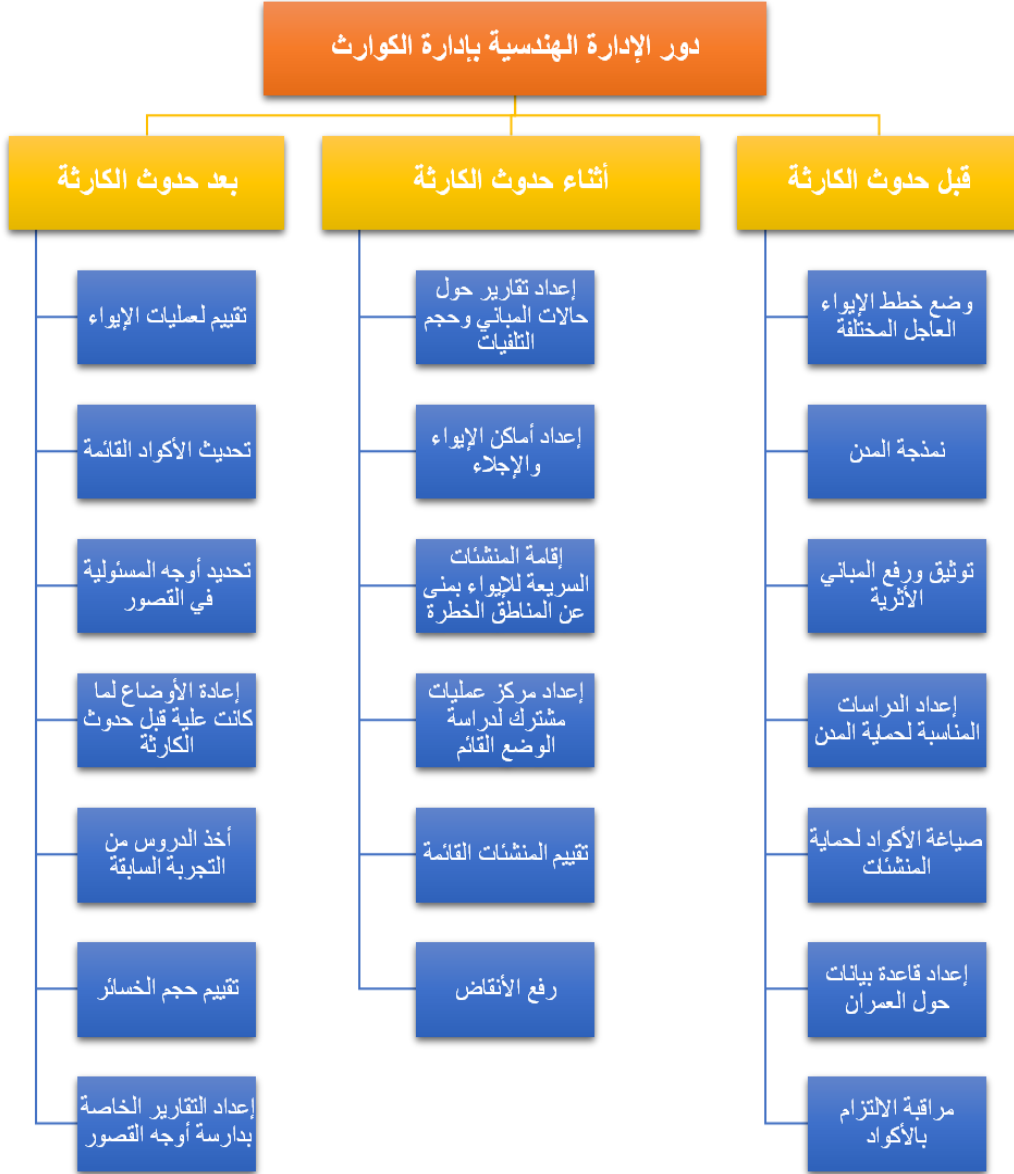 دور الإدارة الهندسية بإدارة الكوارث
قبل حدوث الكارثة
وضع خطط الإيواء
العاجل المختلفة
نمذجة المدن
توثيق ورفع المباني
الأثرية
إعداد الدراسات
المناسبة لحماية المدن
صياغة الأكواد لحماية
المنشئات
إعداد قاعدة بيانات
حول العمران
مراقبة الالتزام
بالأكواد
أثناء حدوث الكارثة
إعداد تقارير حول
حالات المباني وحجم
التلفيات
إعداد أماكن الإيواء
والإجلاء
إقامة المنشئات
السريعة للإيواء بمنى
عن المناطق الخطرة
إعداد مركز عمليات
مشترك لدراسة
الوضع القائم
تقييم المنشئات القائمة
رفع الأنقاض
بعد حدوث الكارثة
تقييم لعمليات الإيواء
تحديث الأكواد القائمة
تحديد أوجه المسئولية
في القصور
إعادة الأوضاع لما
كانت علية قبل حدوث
الكارثة
أخذ الدروس من
التجربة السابقة
تقييم حجم الخسائر
إعداد التقارير الخاصة
بدارسة أوجه القصور